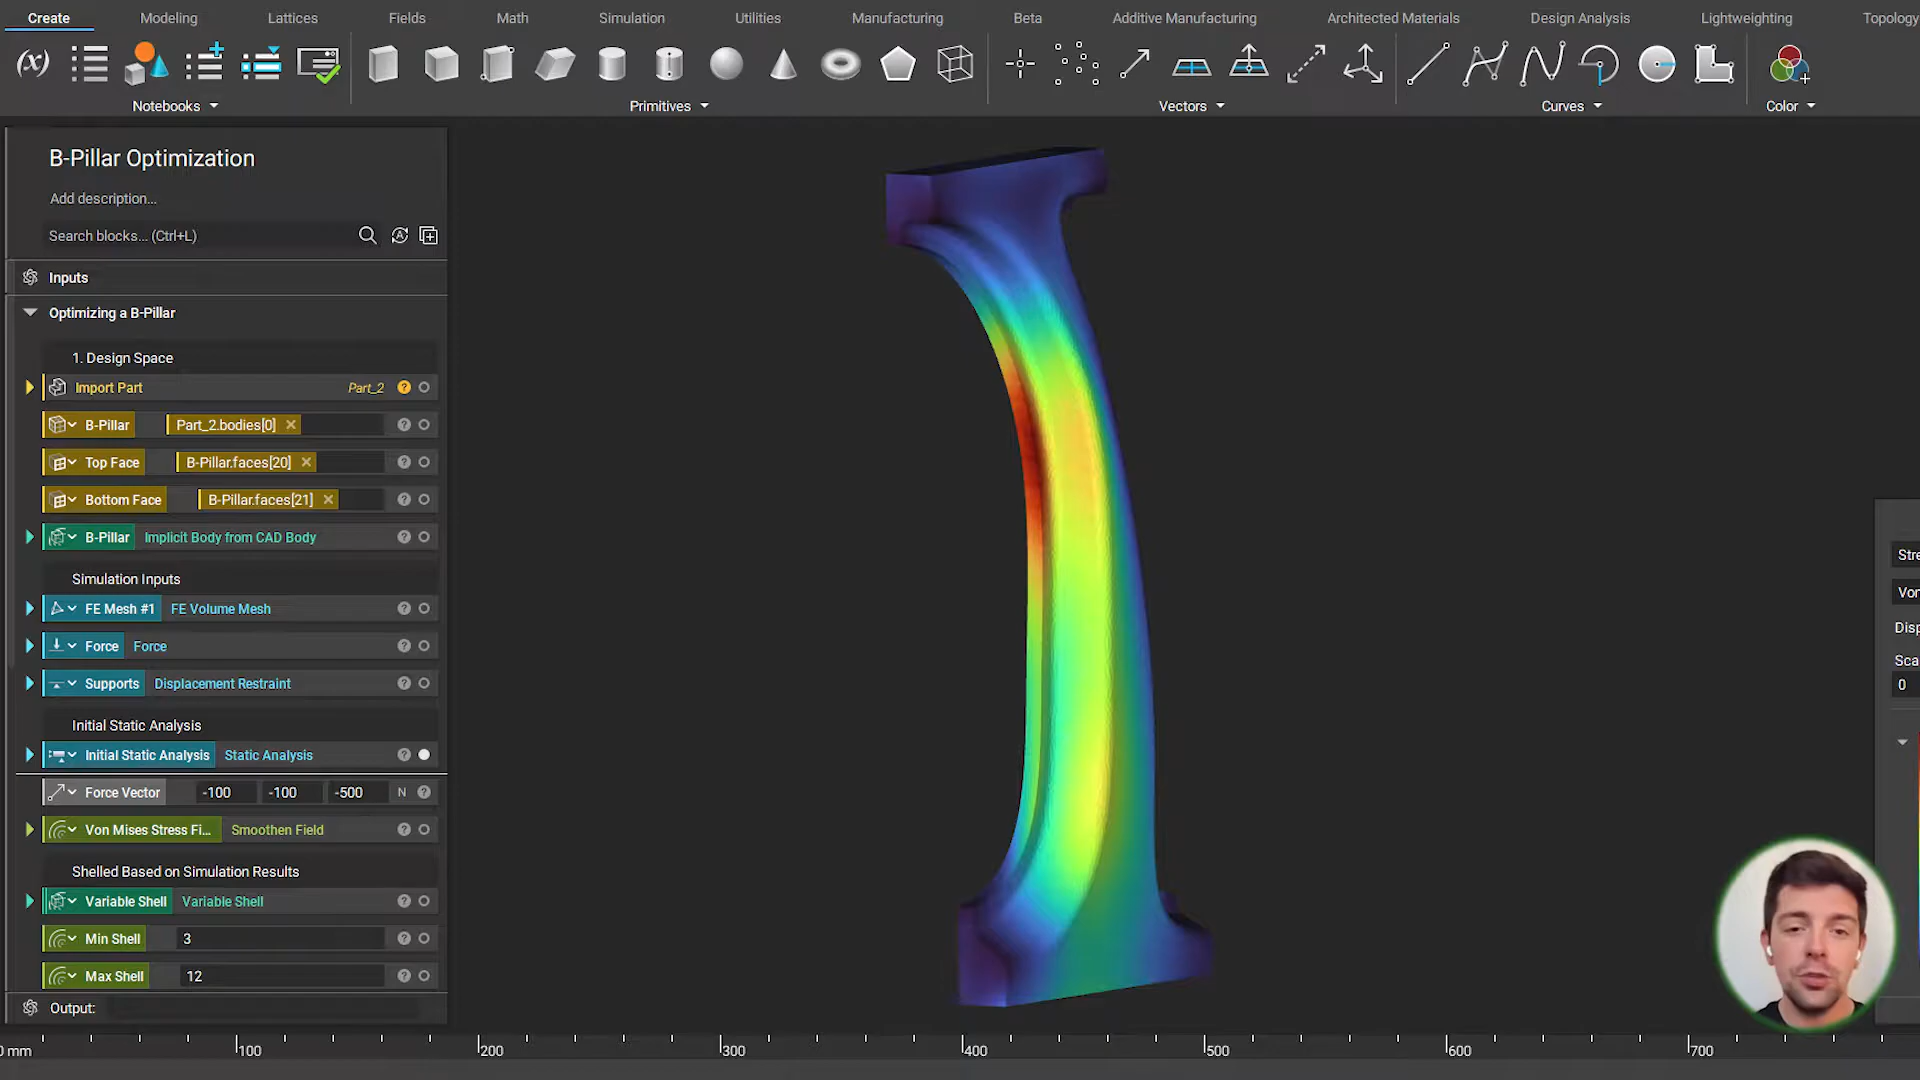 Create Modeling Lattices Fields Math Simulation Utilities Manufacturing Beta Additive Manufacturing Architected Materials Design Analysis Lightweighting Topology
(x)
Notebooks Primitives Vectors Curves Color
B-Pillar Optimization
Add description...
Search blocks... (Ctrl+L)
Inputs
Optimizing a B-Pillar
1. Design Space
Import Part Part_2
B-Pillar Part_2.bodies[0]
Top Face B-Pillar.faces[20]
Bottom Face B-Pillar.faces[21]
B-Pillar Implicit Body from CAD Body
Simulation Inputs
FE Mesh #1 FE Volume Mesh
Force Force
Supports Displacement Restraint
Initial Static Analysis
Initial Static Analysis Static Analysis
Force Vector -100 -100 -500 N
Von Mises Stress Fi... Smoothen Field
Shelled Based on Simulation Results
Variable Shell Variable Shell
Min Shell 3
Max Shell 12
Output:
Stre
Von
Disp
Sca
0
0 mm 100 200 300 400 500 600 700